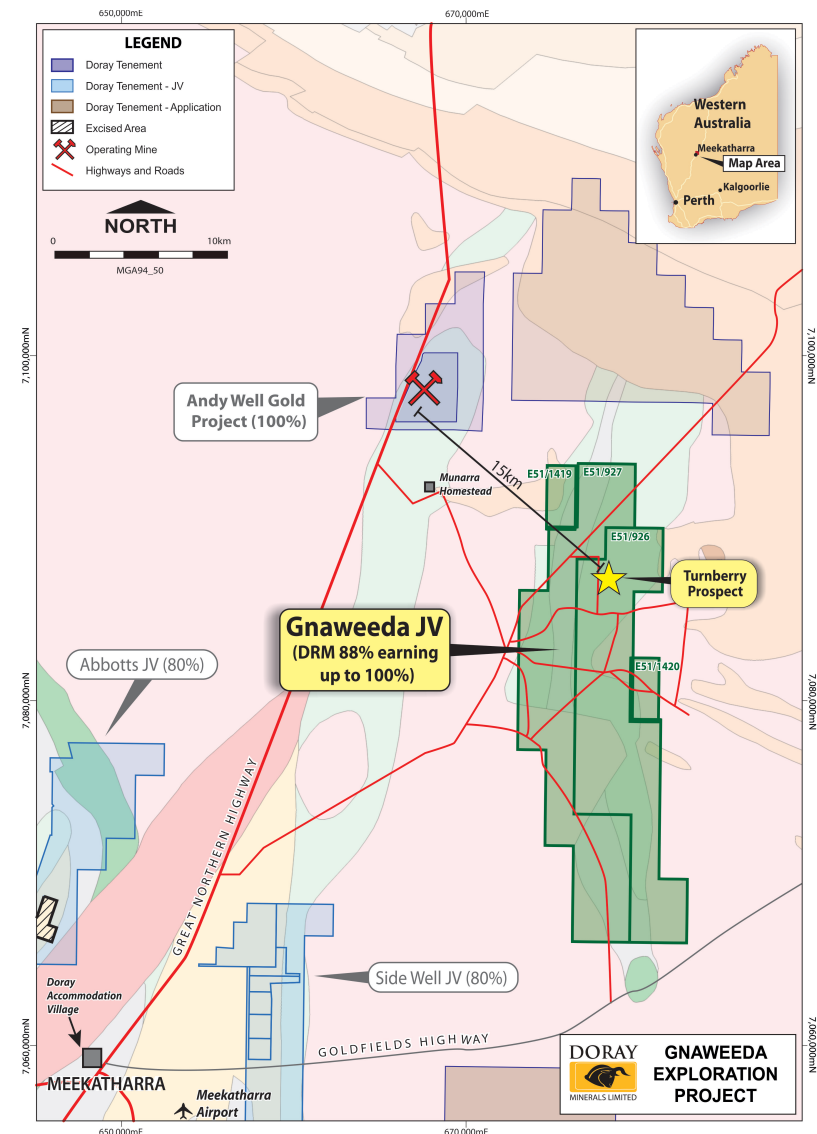 650,000mE
670,000mE
LEGEND
Doray Tenement
Doray Tenement - JV
Doray Tenement - Application
Excised Area
Operating Mine
Highways and Roads
NORTH
0
10km
MGA94_50
Western
Australia
Meekatharra
Map Area
Kalgoorlie
Perth
7,100,000mN
7,100,000mN
Andy Well Gold
Project (100%)
15km
Munarra
Homestead
E51/1419
E51/927
E51/926
Turnberry
Prospect
Gnaweeda JV
(DRM 88% earning
up to 100%)
E51/1420
Abbotts JV (80%)
7,080,000mN
7,080,000mN
GREAT NORTHERN HIGHWAY
Side Well JV (80%)
Doray
Accommodation
Village
GOLDFIELDS HIGHWAY
7,060,000mN
7,060,000mN
MEEKATHARRA
Meekatharra
Airport
DORAY
MINERALS LIMITED
GNAWEEDA
EXPLORATION
PROJECT
650,000mE
670,000mE